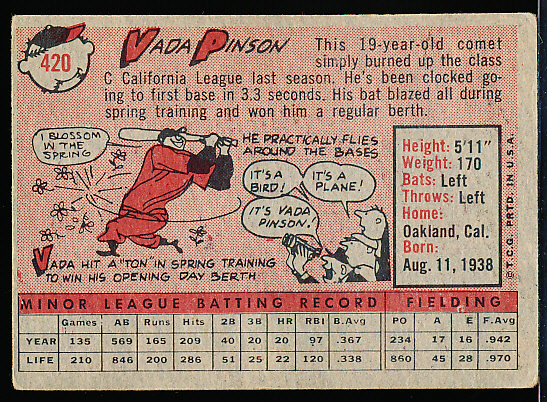 420
VADA PINSON
This 19-year-old comet
simply burned up the class
C California League last season. He's been clocked go-
ing to first base in 3.3 seconds. His bat blazed all during
spring training and won him a regular berth.
I BLOSSOM
IN THE
SPRING
HE PRACTICALLY FLIES
AROUND THE BASES
IT'S A
BIRD!
IT'S A
PLANE!
IT'S VADA
PINSON!
VADA HIT A "TON" IN SPRING TRAINING
TO WIN HIS OPENING DAY BERTH.
Height: 5'11"
Weight: 170
Bats: Left
Throws: Left
Home:
Oakland, Cal.
Born:
Aug. 11, 1938
© T.C.G. PRTD. IN U.S.A.
MINOR LEAGUE BATTING RECORD FIELDING
Games AB Runs Hits 2B 3B HR RBI B.Avg PO A E F.Avg
YEAR 135 569 165 209 40 20 20 97 .367 234 17 16 .942
LIFE 210 846 200 286 51 25 22 120 .338 860 45 28 .970